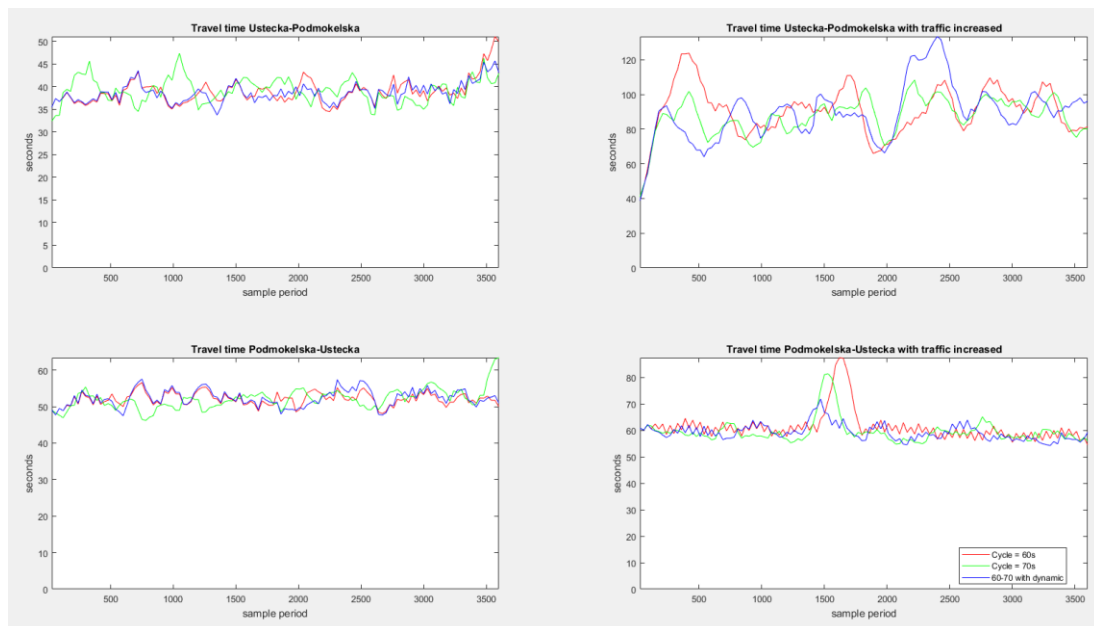 Travel time Ustecka-Podmokelska
50
45
40
35
30
25
20
15
10
5
0
seconds
500 1000 1500 2000 2500 3000 3500
sample period
Travel time Ustecka-Podmokelska with traffic increased
120
100
80
60
40
20
0
seconds
500 1000 1500 2000 2500 3000 3500
sample period
Travel time Podmokelska-Ustecka
60
50
40
30
20
10
0
seconds
500 1000 1500 2000 2500 3000 3500
sample period
Travel time Podmokelska-Ustecka with traffic increased
80
70
60
50
40
30
20
10
0
seconds
Cycle = 60s
Cycle = 70s
60-70 with dynamic
500 1000 1500 2000 2500 3000 3500
sample period